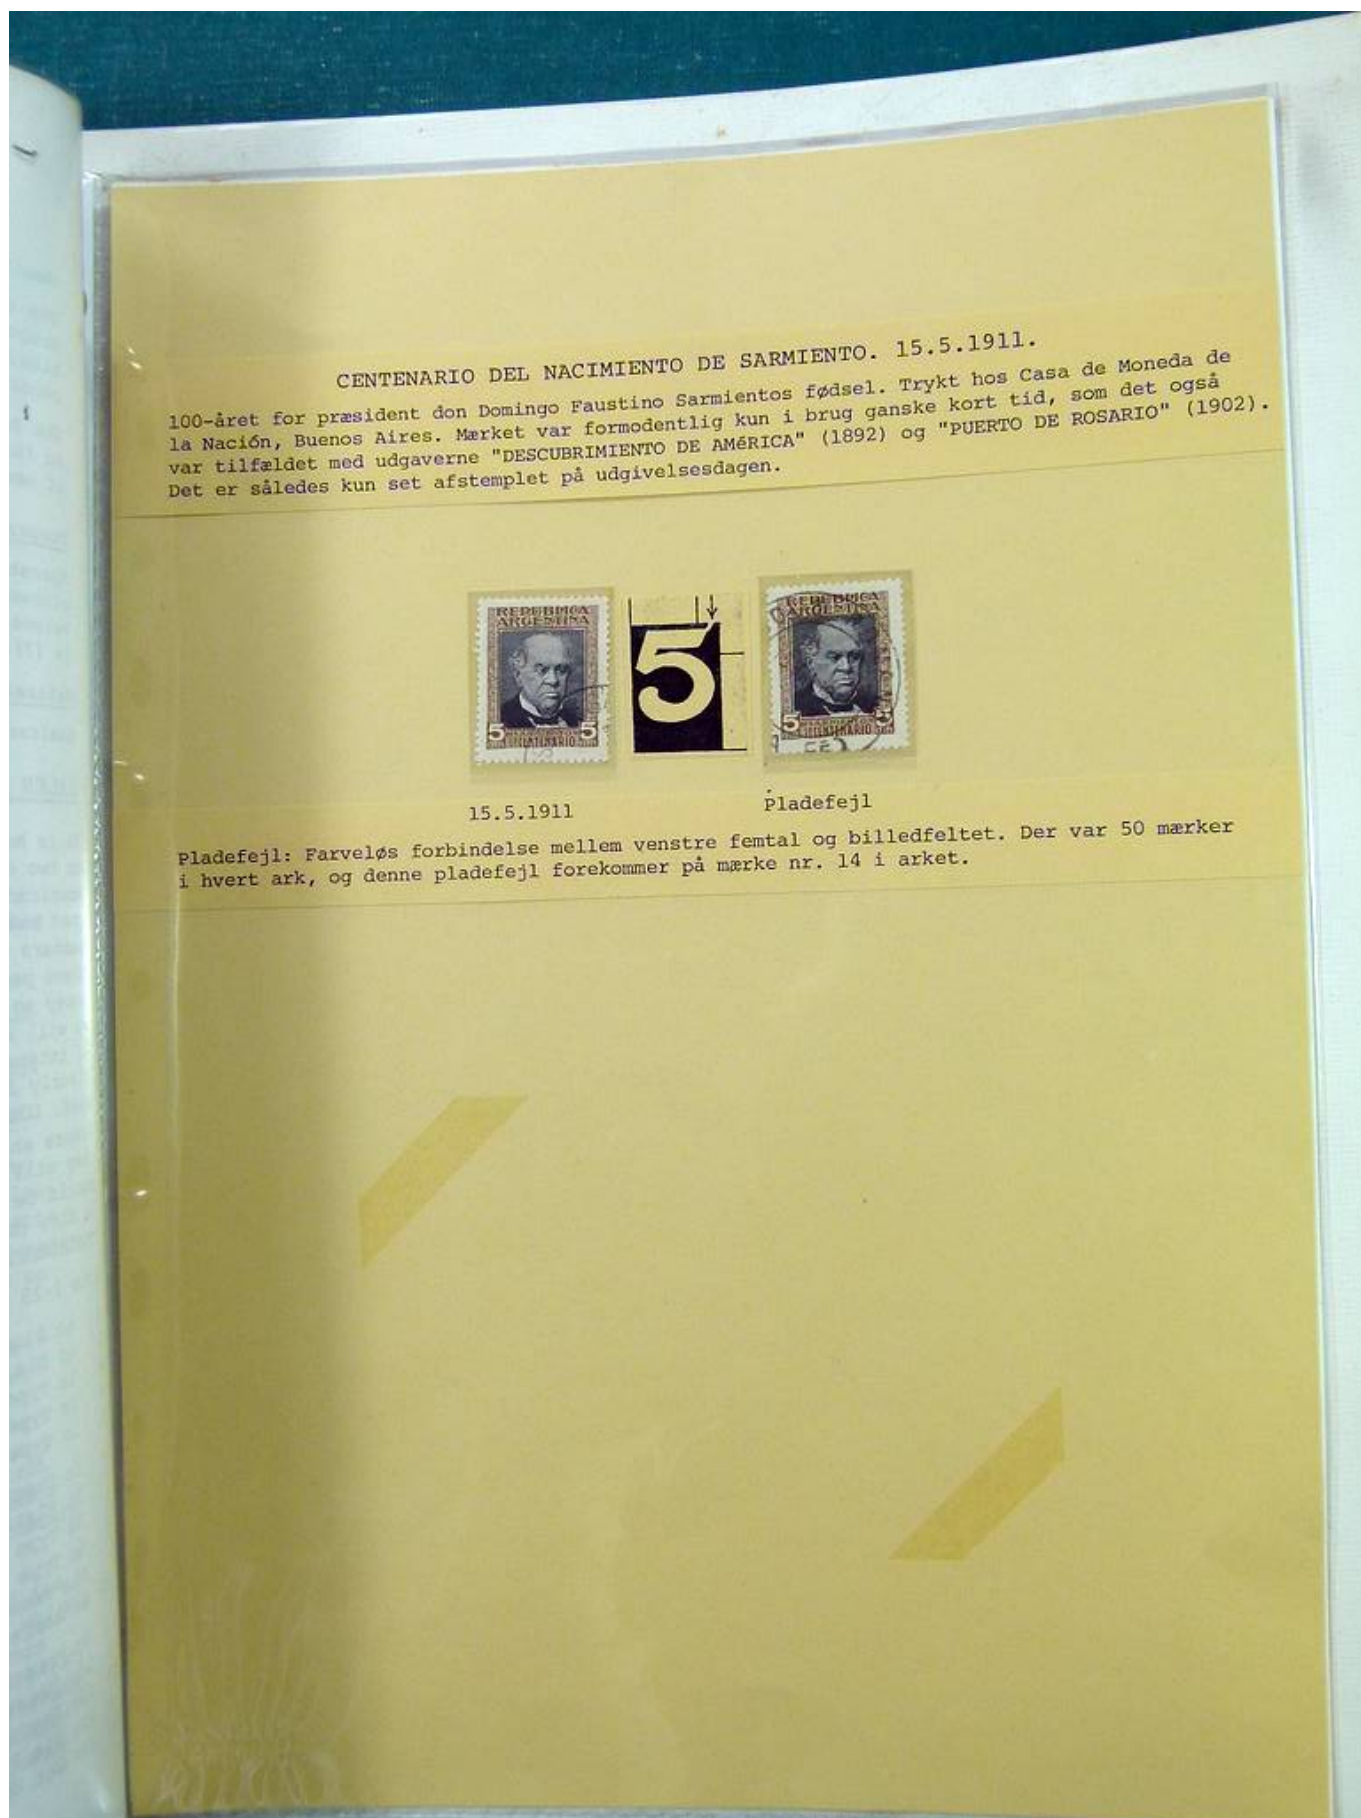 CENTENARIO DEL NACIMIENTO DE SARMIENTO. 15.5.1911.
100-året for præsident don Domingo Faustino Sarmientos fødsel. Trykt hos Casa de Moneda de
la Nación, Buenos Aires. Mærket var formodentlig kun i brug ganske kort tid, som det også
var tilfældet med udgaverne "DESCUBRIMIENTO DE AMéRICA" (1892) og "PUERTO DE ROSARIO" (1902).
Det er således kun set afstemplet på udgivelsesdagen.
REPUBLICA
ARGENTINA
5 5
CENTENARIO
5
REPUBLICA
ARGENTINA
5 5
SARMIENTO
CENTENARIO
15.5.1911
Pladefejl
Pladefejl: Farveløs forbindelse mellem venstre femtal og billedfeltet. Der var 50 mærker
i hvert ark, og denne pladefejl forekommer på mærke nr. 14 i arket.